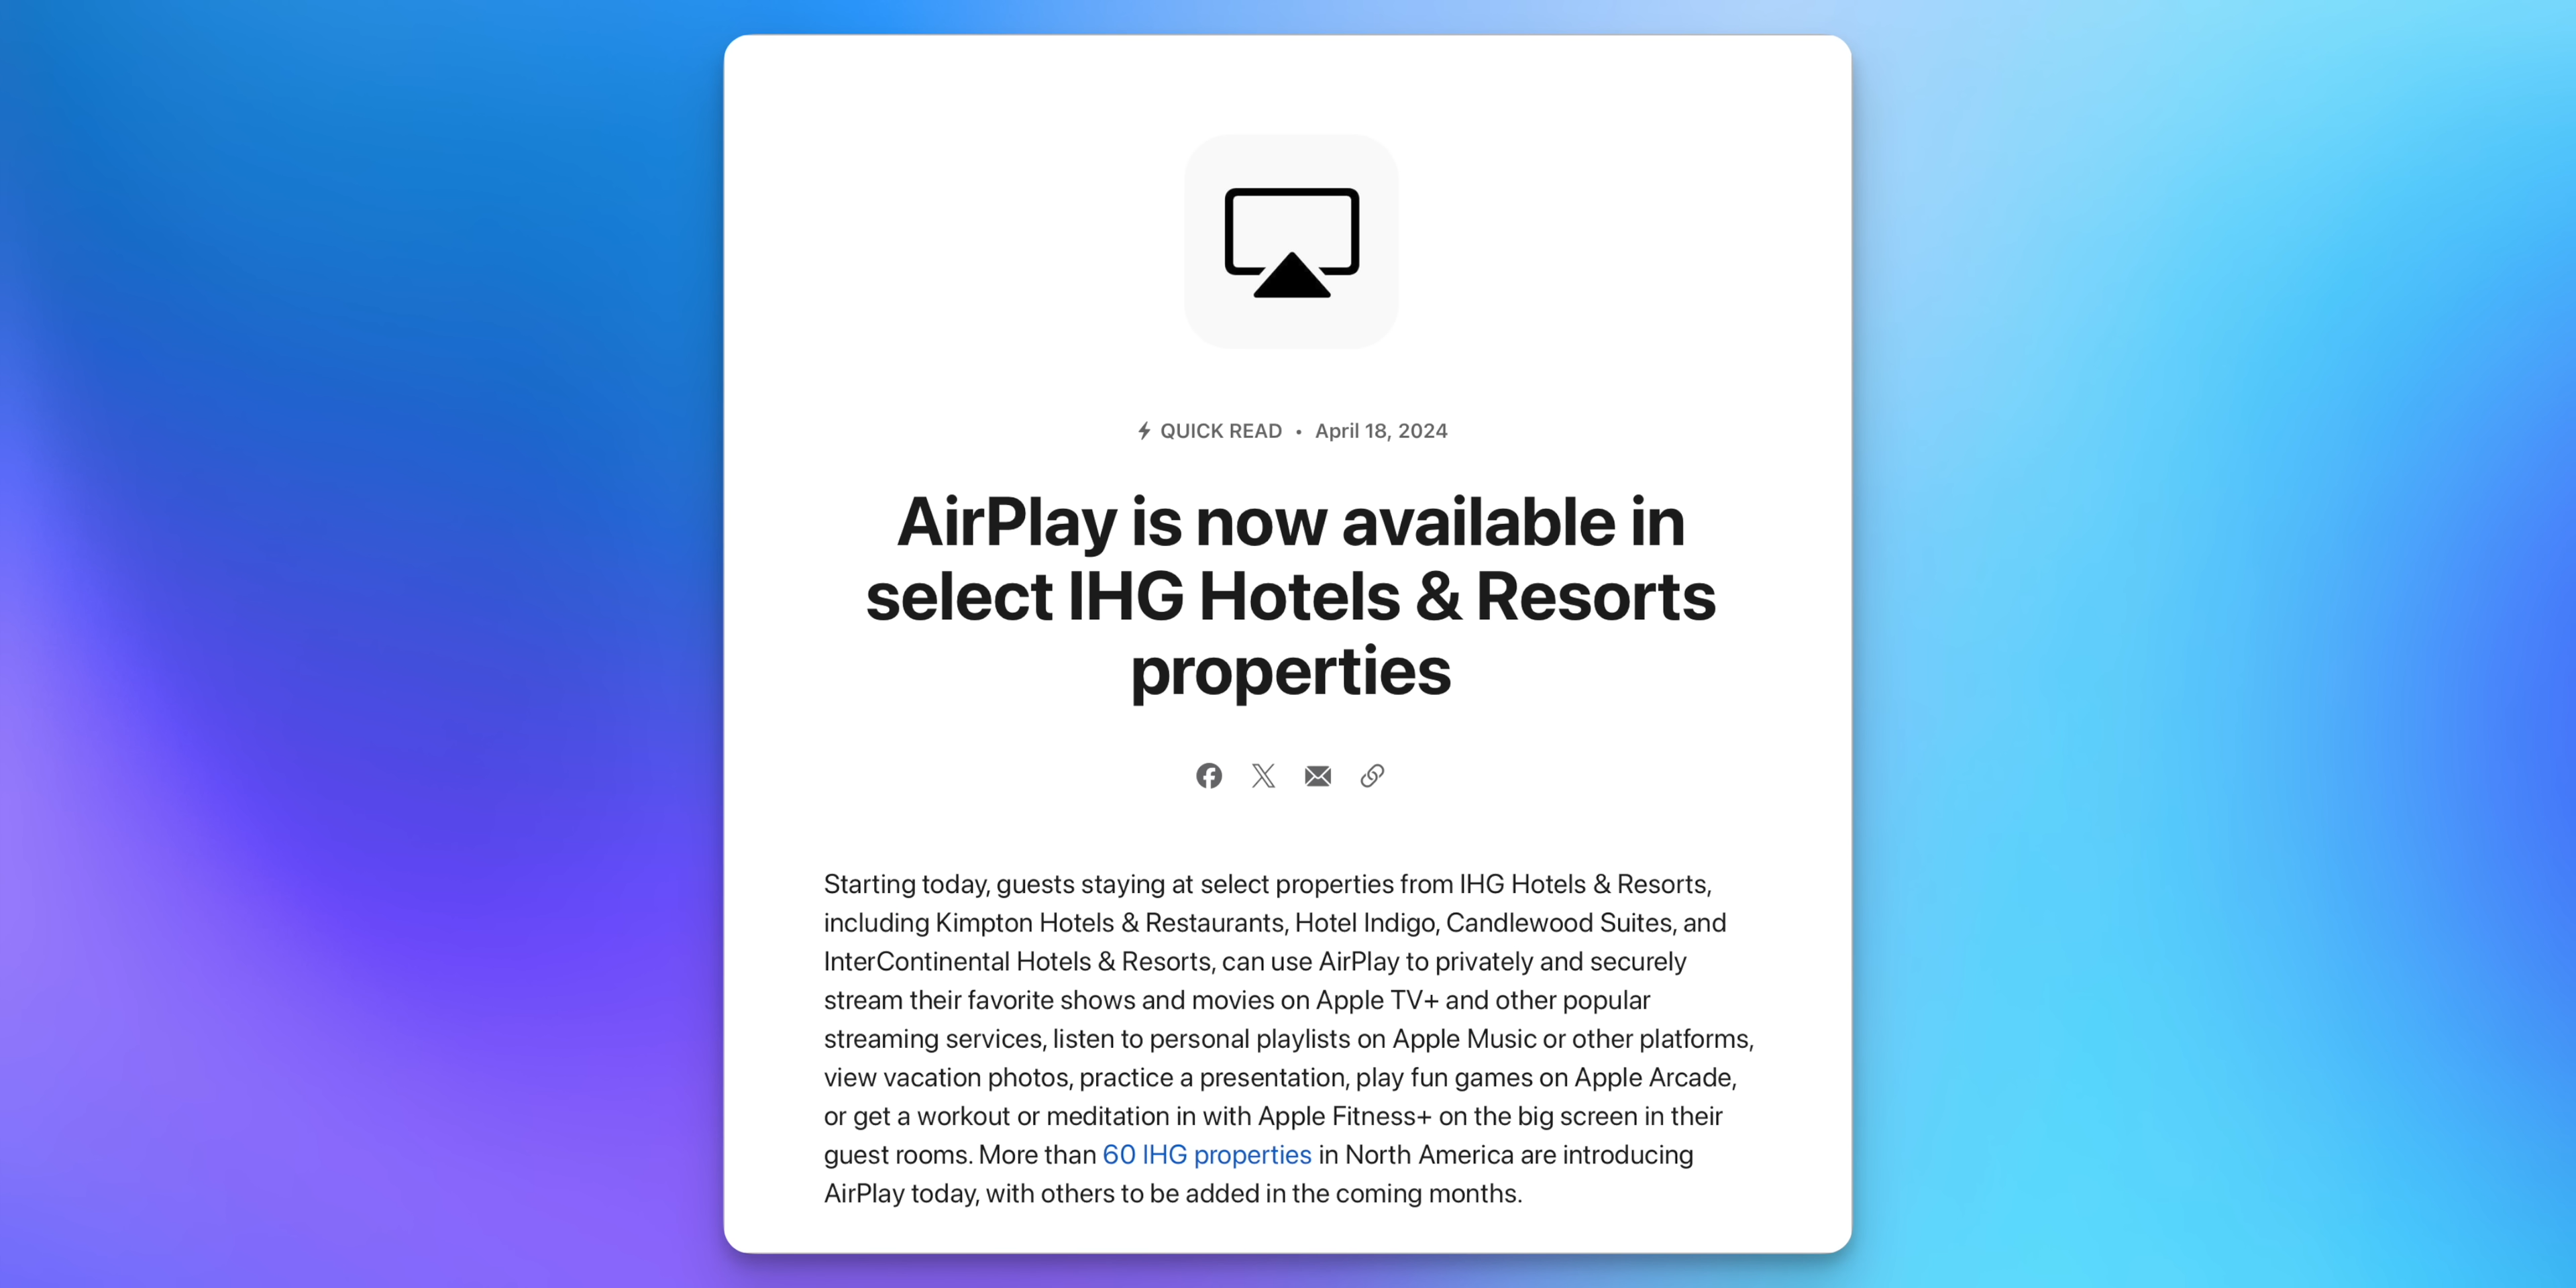 QUICK READ • April 18, 2024
AirPlay is now available in
select IHG Hotels & Resorts
properties
Starting today, guests staying at select properties from IHG Hotels & Resorts,
including Kimpton Hotels & Restaurants, Hotel Indigo, Candlewood Suites, and
InterContinental Hotels & Resorts, can use AirPlay to privately and securely
stream their favorite shows and movies on Apple TV+ and other popular
streaming services, listen to personal playlists on Apple Music or other platforms,
view vacation photos, practice a presentation, play fun games on Apple Arcade,
or get a workout or meditation in with Apple Fitness+ on the big screen in their
guest rooms. More than 60 IHG properties in North America are introducing
AirPlay today, with others to be added in the coming months.